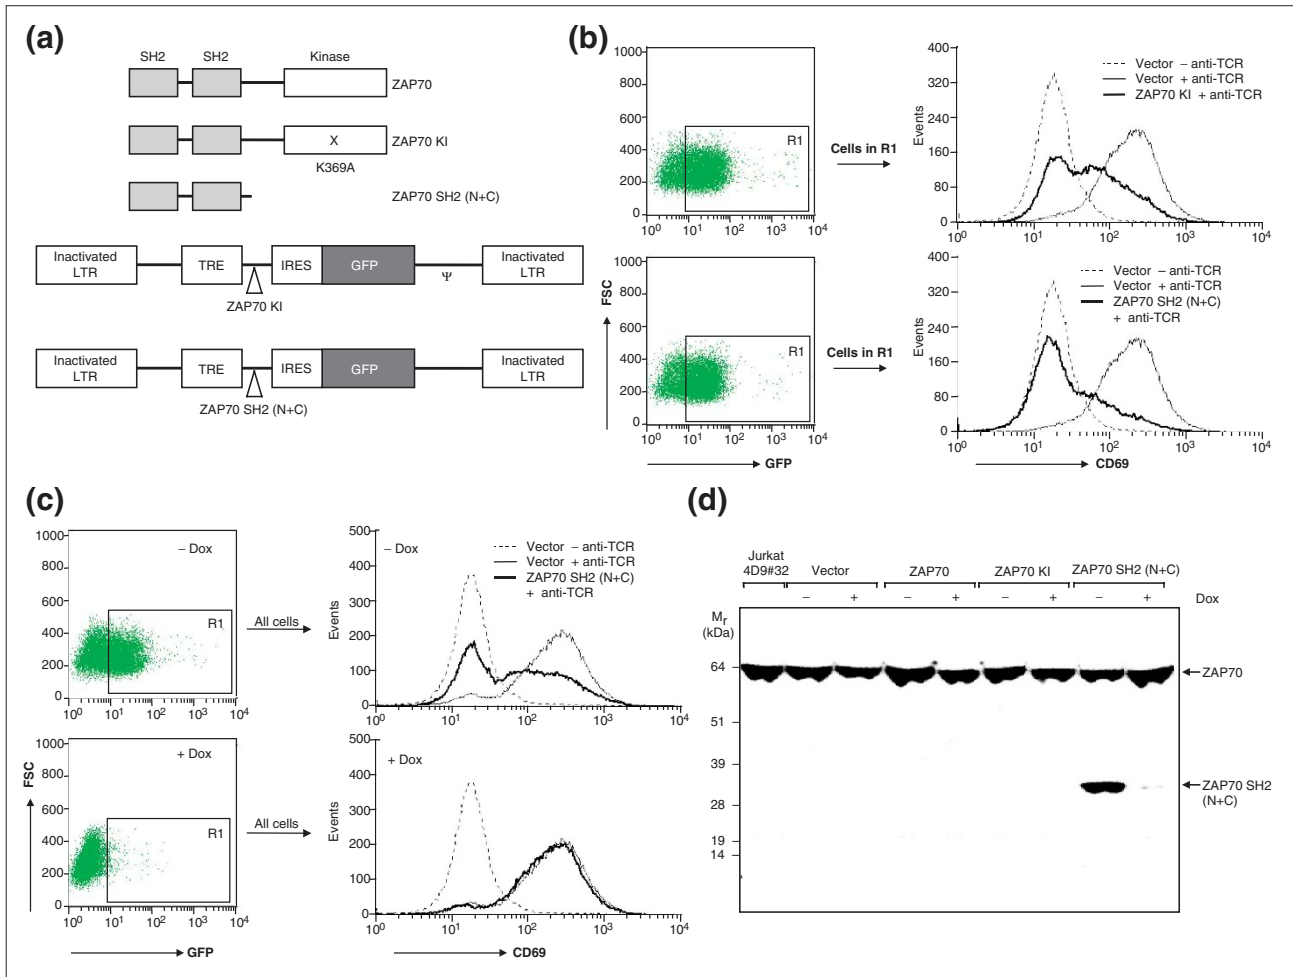 (a)
SH2 SH2 Kinase
ZAP70
X
ZAP70 KI
K369A
ZAP70 SH2 (N+C)
Inactivated
LTR
TRE
IRES
GFP
Ψ
Inactivated
LTR
ZAP70 KI
Inactivated
LTR
TRE
IRES
GFP
Inactivated
LTR
ZAP70 SH2 (N+C)
(b)
1000
800
600
400
200
0
R1
10⁰ 10¹ 10² 10³ 10⁴
Cells in R1
Events
400
320
240
160
80
0
Vector – anti-TCR
Vector + anti-TCR
ZAP70 KI + anti-TCR
10⁰ 10¹ 10² 10³ 10⁴
FSC
1000
800
600
400
200
0
R1
10⁰ 10¹ 10² 10³ 10⁴
GFP
Cells in R1
Events
400
320
240
160
80
0
Vector – anti-TCR
Vector + anti-TCR
ZAP70 SH2 (N+C)
+ anti-TCR
10⁰ 10¹ 10² 10³ 10⁴
CD69
(c)
1000
800
600
400
200
0
– Dox
R1
10⁰ 10¹ 10² 10³ 10⁴
All cells
Events
500
400
300
200
100
0
– Dox
Vector – anti-TCR
Vector + anti-TCR
ZAP70 SH2 (N+C)
+ anti-TCR
10⁰ 10¹ 10² 10³ 10⁴
FSC
1000
800
600
400
200
0
+ Dox
R1
10⁰ 10¹ 10² 10³ 10⁴
GFP
All cells
Events
500
400
300
200
100
0
+ Dox
10⁰ 10¹ 10² 10³ 10⁴
CD69
(d)
Jurkat
4D9#32 Vector ZAP70 ZAP70 KI ZAP70 SH2 (N+C)
– + – + – + – + Dox
Mr
(kDa)
64
51
39
28
19
14
ZAP70
ZAP70 SH2
(N+C)